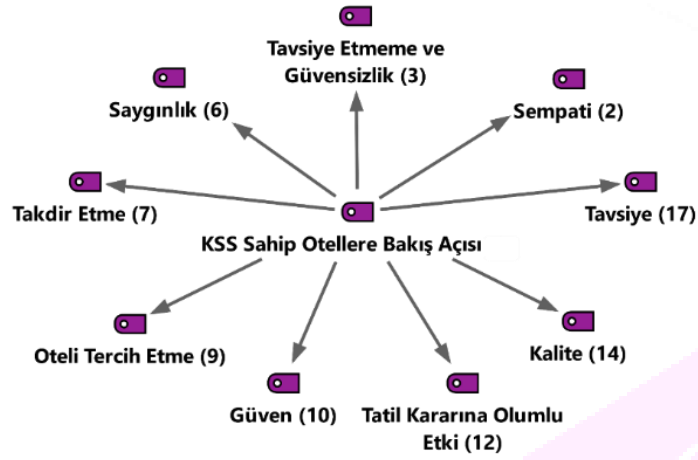 Tavsiye Etmeme ve
Güvensizlik (3)
Saygınlık (6)
Sempati (2)
Takdir Etme (7)
Tavsiye (17)
KSS Sahip Otellere Bakış Açısı
Oteli Tercih Etme (9)
Kalite (14)
Güven (10)
Tatil Kararına Olumlu
Etki (12)